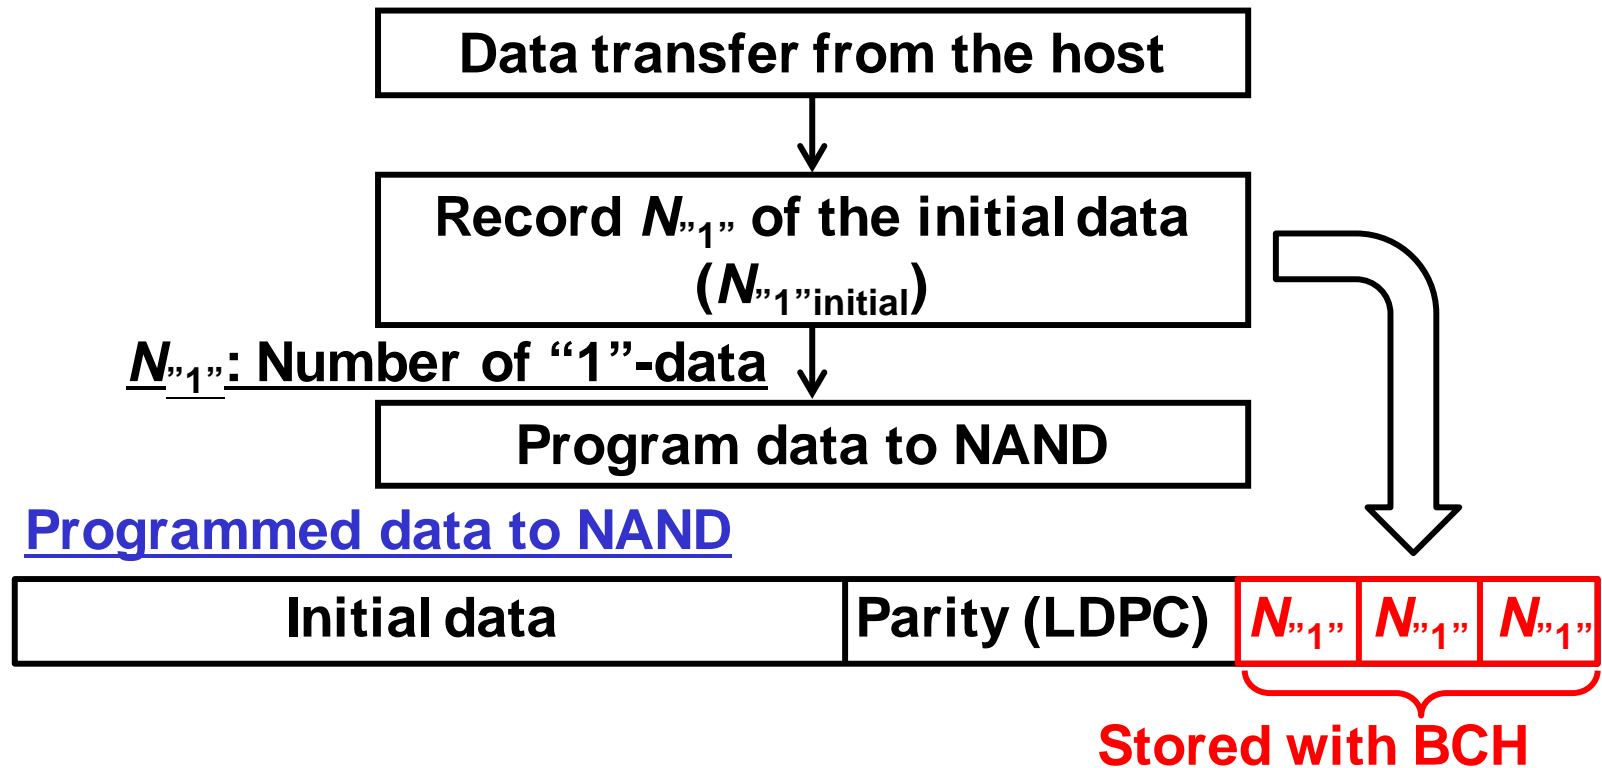 Data transfer from the host
Record N”1” of the initial data
(N”1”initial)
N”1”: Number of “1”-data
Program data to NAND
Programmed data to NAND
Initial data
Parity (LDPC)
N”1”
N”1”
N”1”
Stored with BCH